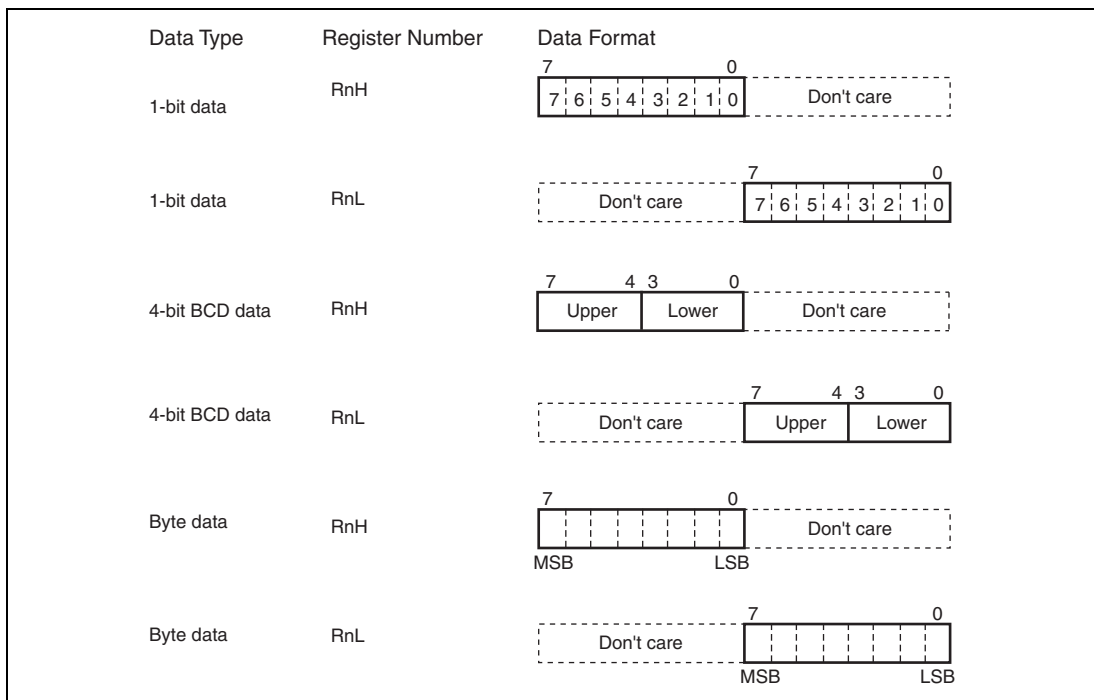 Data Type Register Number Data Format
7 0
1-bit data RnH 7 6 5 4 3 2 1 0 Don't care
7 0
1-bit data RnL Don't care 7 6 5 4 3 2 1 0
7 4 3 0
4-bit BCD data RnH Upper Lower Don't care
7 4 3 0
4-bit BCD data RnL Don't care Upper Lower
7 0
Byte data RnH Don't care
MSB LSB
7 0
Byte data RnL Don't care
MSB LSB